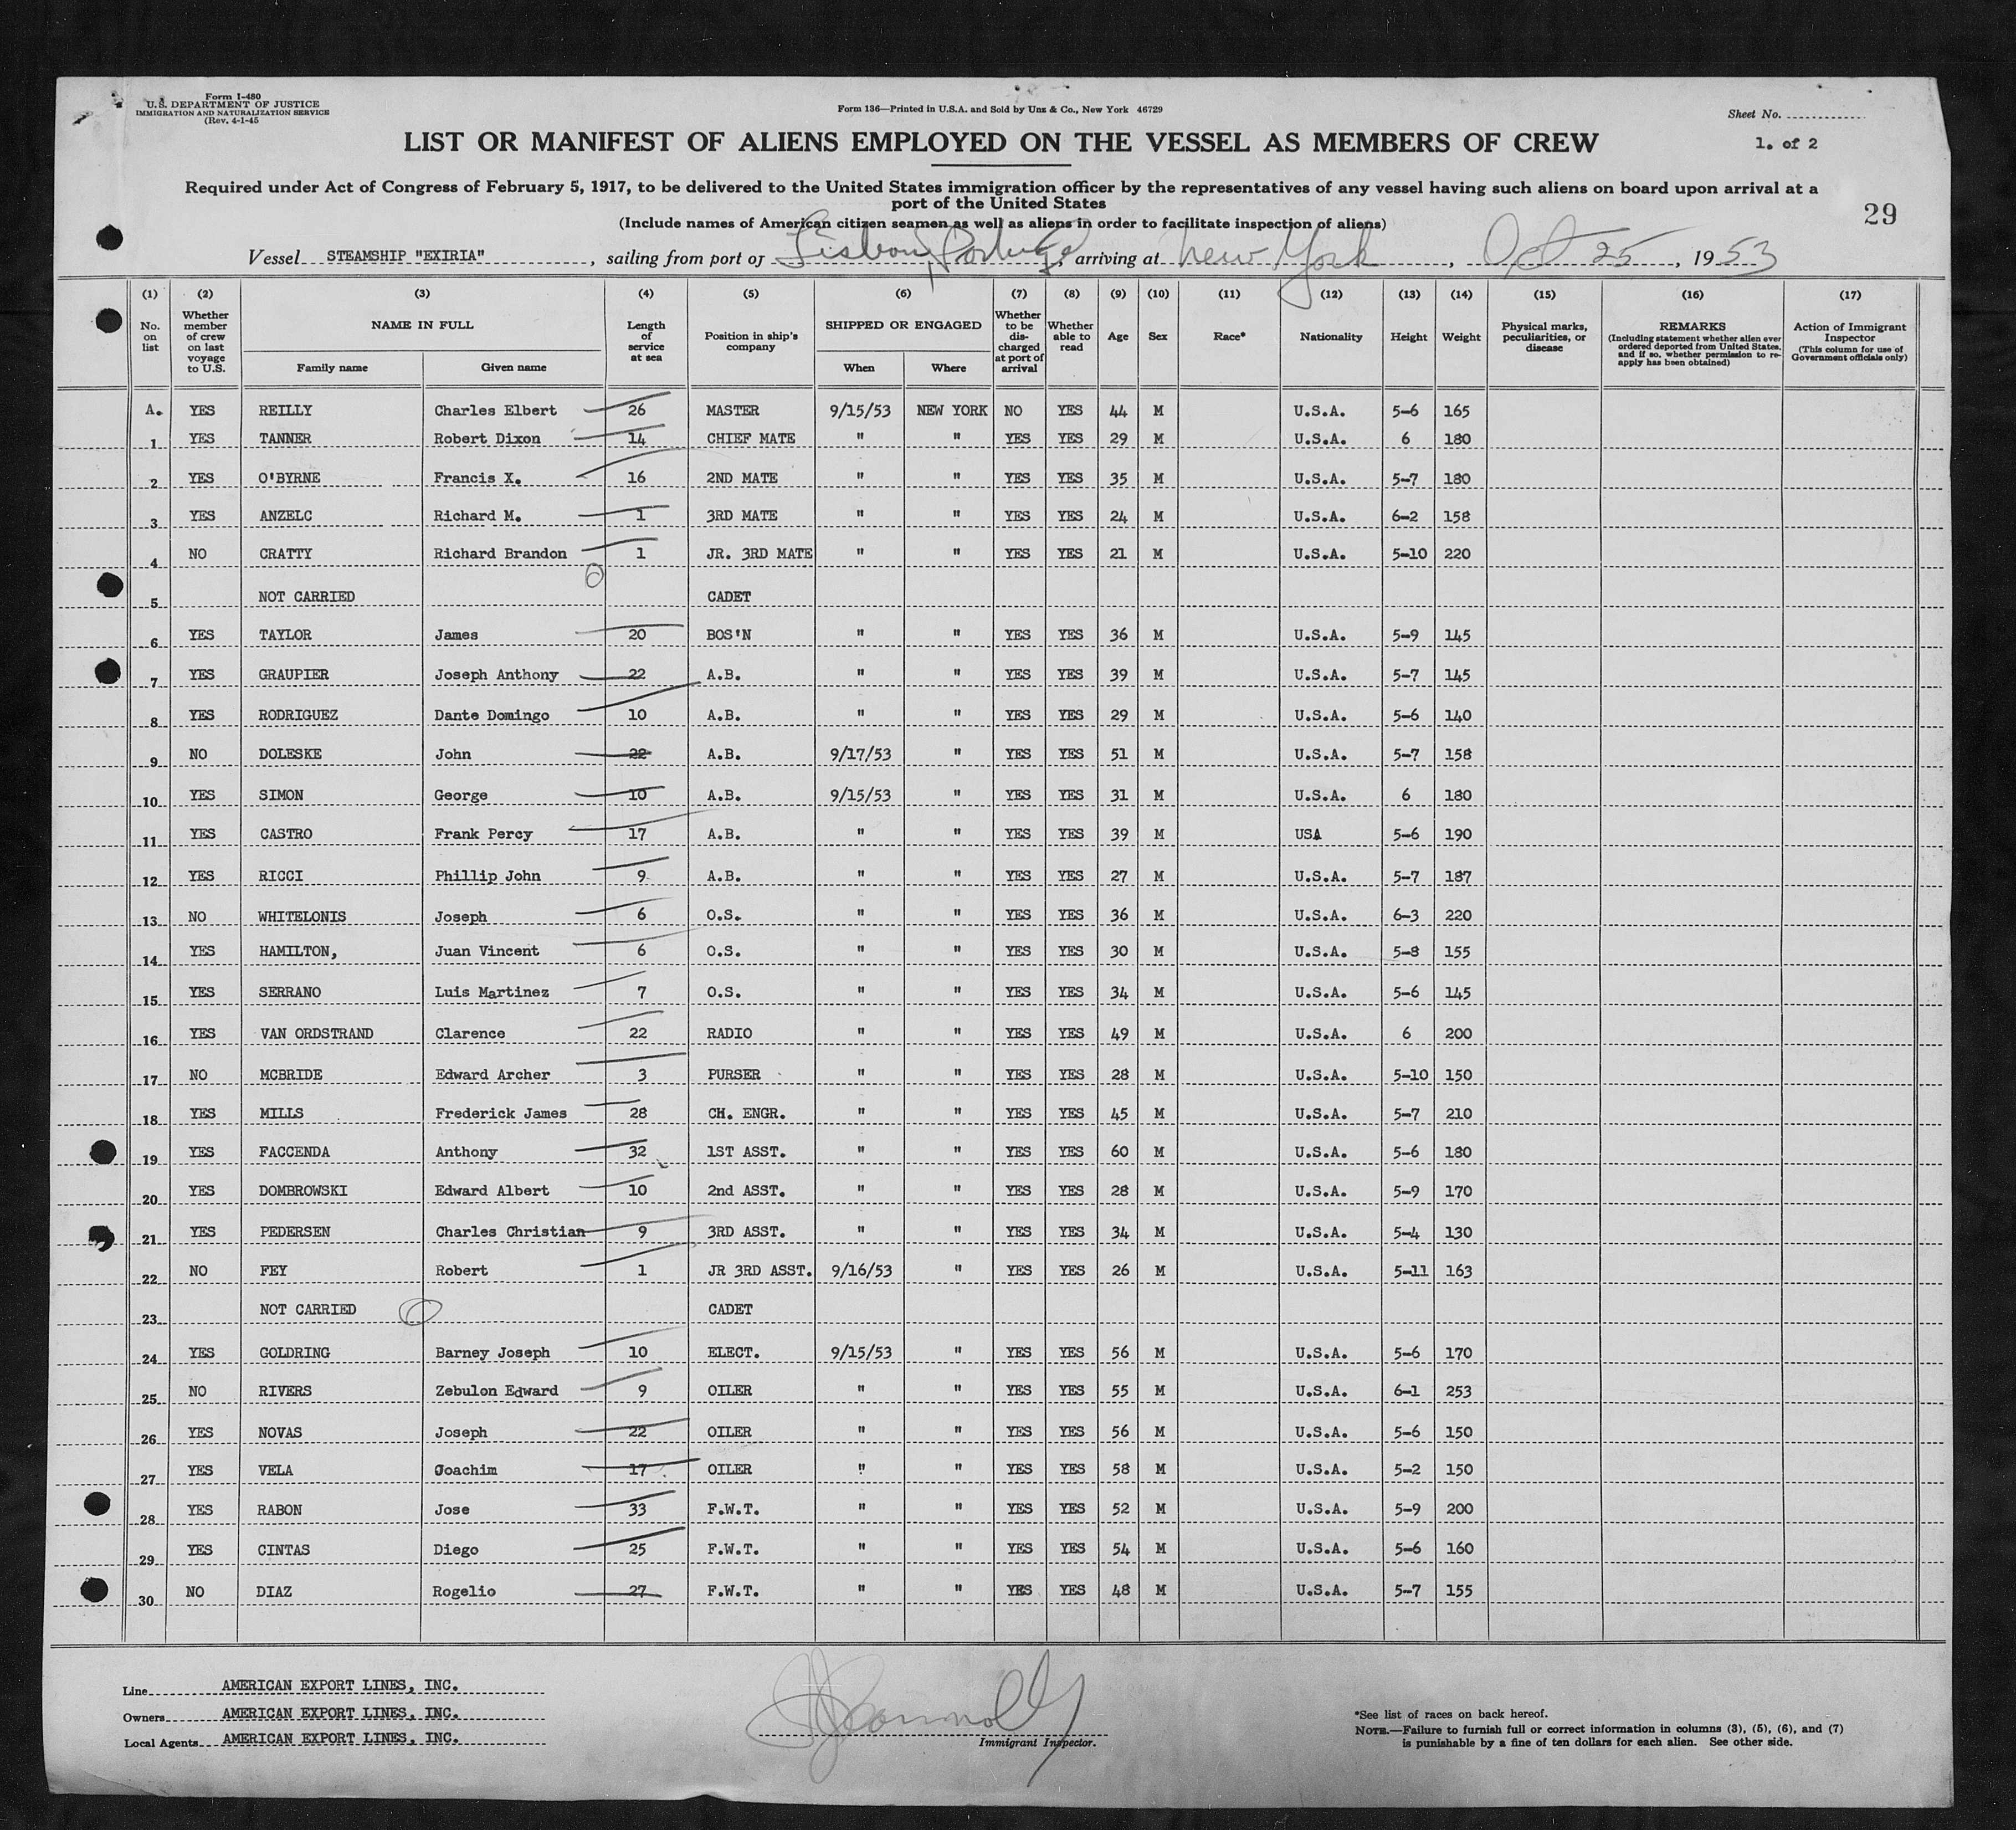 Form I-480
U.S. DEPARTMENT OF JUSTICE
IMMIGRATION AND NATURALIZATION SERVICE
(Rev. 4-1-45
Form 136—Printed in U.S.A. and Sold by Unz & Co., New York 46729
Sheet No.
1. of 2
LIST OR MANIFEST OF ALIENS EMPLOYED ON THE VESSEL AS MEMBERS OF CREW
Required under Act of Congress of February 5, 1917, to be delivered to the United States immigration officer by the representatives of any vessel having such aliens on board upon arrival at a
port of the United States
(Include names of American citizen seamen as well as aliens in order to facilitate inspection of aliens)
29
Vessel STEAMSHIP "EXIRIA", sailing from port of Lisbon, Portugal, arriving at New York, Oct 25, 1953
(1) (2) (3) (4) (5) (6) (7) (8) (9) (10) (11) (12) (13) (14) (15) (16) (17)
No. on list
Whether member of crew on last voyage to U.S.
NAME IN FULL
Family name
Given name
Length of service at sea
Position in ship's company
SHIPPED OR ENGAGED
When
Where
Whether to be discharged at port of arrival
Whether able to read
Age
Sex
Race*
Nationality
Height
Weight
Physical marks, peculiarities, or disease
REMARKS
(Including statement whether alien ever ordered deported from United States, and if so, whether permission to re-apply has been obtained)
Action of Immigrant Inspector
(This column for use of Government officials only)
A. YES REILLY Charles Elbert 26 MASTER 9/15/53 NEW YORK NO YES 44 M U.S.A. 5-6 165
1 YES TANNER Robert Dixon 14 CHIEF MATE " " YES YES 29 M U.S.A. 6 180
2 YES O'BYRNE Francis X. 16 2ND MATE " " YES YES 35 M U.S.A. 5-7 180
3 YES ANZELC Richard M. 1 3RD MATE " " YES YES 24 M U.S.A. 6-2 158
4 NO CRATTY Richard Brandon 1 JR. 3RD MATE " " YES YES 21 M U.S.A. 5-10 220
5 NOT CARRIED CADET
6 YES TAYLOR James 20 BOS'N " " YES YES 36 M U.S.A. 5-9 145
7 YES GRAUPIER Joseph Anthony 22 A.B. " " YES YES 39 M U.S.A. 5-7 145
8 YES RODRIGUEZ Dante Domingo 10 A.B. " " YES YES 29 M U.S.A. 5-6 140
9 NO DOLESKE John 22 A.B. 9/17/53 " YES YES 51 M U.S.A. 5-7 158
10 YES SIMON George 10 A.B. 9/15/53 " YES YES 31 M U.S.A. 6 180
11 YES CASTRO Frank Percy 17 A.B. " " YES YES 39 M USA 5-6 190
12 YES RICCI Phillip John 9 A.B. " " YES YES 27 M U.S.A. 5-7 187
13 NO WHITELONIS Joseph 6 O.S. " " YES YES 36 M U.S.A. 6-3 220
14 YES HAMILTON, Juan Vincent 6 O.S. " " YES YES 30 M U.S.A. 5-8 155
15 YES SERRANO Luis Martinez 7 O.S. " " YES YES 34 M U.S.A. 5-6 145
16 YES VAN ORDSTRAND Clarence 22 RADIO " " YES YES 49 M U.S.A. 6 200
17 NO MCBRIDE Edward Archer 3 PURSER " " YES YES 28 M U.S.A. 5-10 150
18 YES MILLS Frederick James 28 CH. ENGR. " " YES YES 45 M U.S.A. 5-7 210
19 YES FACCENDA Anthony 32 1ST ASST. " " YES YES 60 M U.S.A. 5-6 180
20 YES DOMBROWSKI Edward Albert 10 2nd ASST. " " YES YES 28 M U.S.A. 5-9 170
21 YES PEDERSEN Charles Christian 9 3RD ASST. " " YES YES 34 M U.S.A. 5-4 130
22 NO FEY Robert 1 JR 3RD ASST. 9/16/53 " YES YES 26 M U.S.A. 5-11 163
23 NOT CARRIED CADET
24 YES GOLDRING Barney Joseph 10 ELECT. 9/15/53 " YES YES 56 M U.S.A. 5-6 170
25 NO RIVERS Zebulon Edward 9 OILER " " YES YES 55 M U.S.A. 6-1 253
26 YES NOVAS Joseph 22 OILER " " YES YES 56 M U.S.A. 5-6 150
27 YES VELA Joachim 17 OILER " " YES YES 58 M U.S.A. 5-2 150
28 YES RABON Jose 33 F.W.T. " " YES YES 52 M U.S.A. 5-9 200
29 YES CINTAS Diego 25 F.W.T. " " YES YES 54 M U.S.A. 5-6 160
30 NO DIAZ Rogelio 27 F.W.T. " " YES YES 48 M U.S.A. 5-7 155
Line AMERICAN EXPORT LINES, INC.
Owners AMERICAN EXPORT LINES, INC.
Local Agents AMERICAN EXPORT LINES, INC.
Connolly
Immigrant Inspector.
*See list of races on back hereof.
NOTE.—Failure to furnish full or correct information in columns (3), (5), (6), and (7)
is punishable by a fine of ten dollars for each alien. See other side.